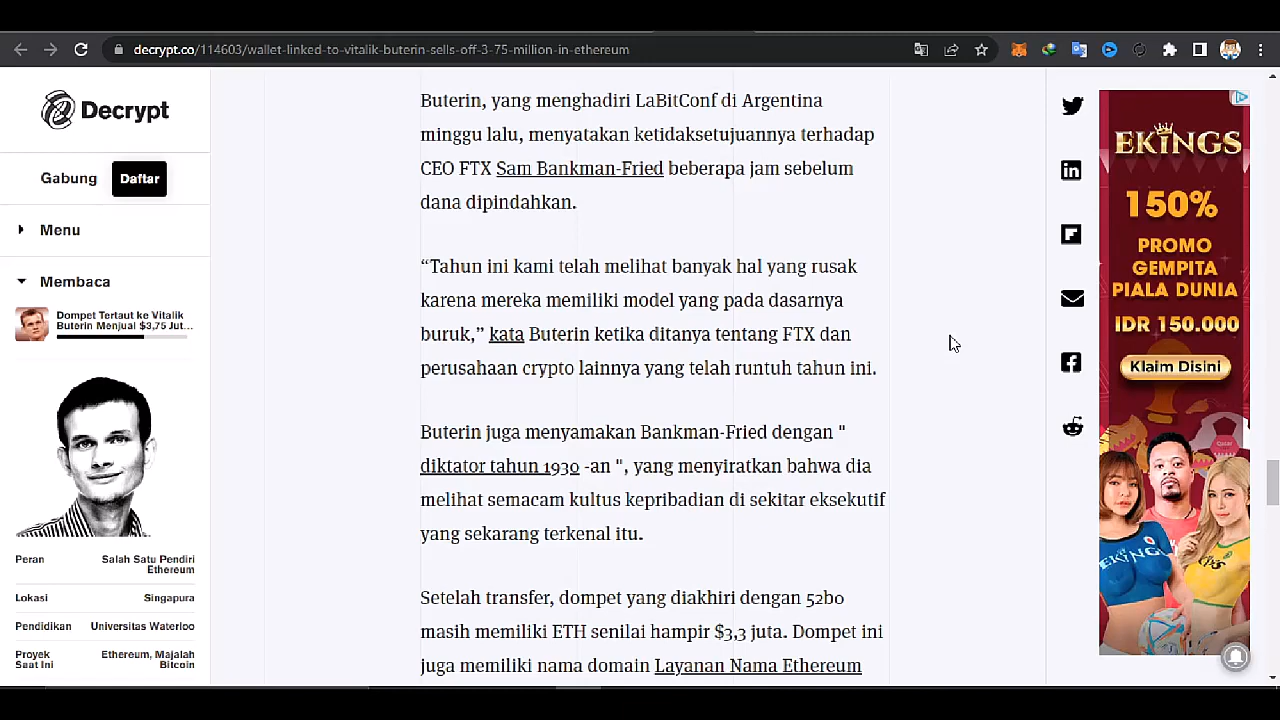 decrypt.co/114603/wallet-linked-to-vitalik-buterin-sells-off-3-75-million-in-ethereum
Decrypt
Gabung
Daftar
Menu
Membaca
Dompet Tertaut ke Vitalik
Buterin Menjual $3,75 Jut...
Peran
Salah Satu Pendiri
Ethereum
Lokasi
Singapura
Pendidikan
Universitas Waterloo
Proyek
Saat Ini
Ethereum, Majalah
Bitcoin
Buterin, yang menghadiri LaBitConf di Argentina
minggu lalu, menyatakan ketidaksetujuannya terhadap
CEO FTX Sam Bankman-Fried beberapa jam sebelum
dana dipindahkan.
“Tahun ini kami telah melihat banyak hal yang rusak
karena mereka memiliki model yang pada dasarnya
buruk,” kata Buterin ketika ditanya tentang FTX dan
perusahaan crypto lainnya yang telah runtuh tahun ini.
Buterin juga menyamakan Bankman-Fried dengan "
diktator tahun 1930 -an ", yang menyiratkan bahwa dia
melihat semacam kultus kepribadian di sekitar eksekutif
yang sekarang terkenal itu.
Setelah transfer, dompet yang diakhiri dengan 52b0
masih memiliki ETH senilai hampir $3,3 juta. Dompet ini
juga memiliki nama domain Layanan Nama Ethereum
EKINGS
150%
PROMO
GEMPITA
PIALA DUNIA
IDR 150.000
Klaim Disini